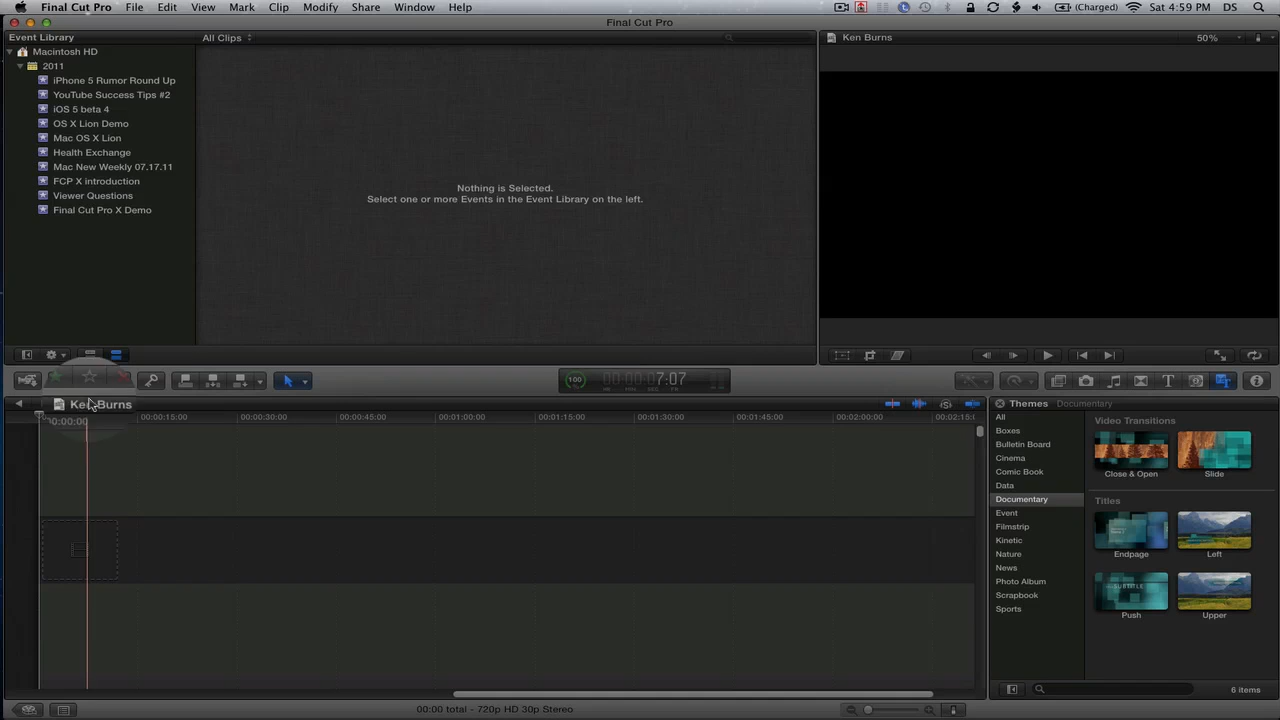 Final Cut Pro File Edit View Mark Clip Modify Share Window Help (Charged) Sat 4:59 PM DS
Final Cut Pro
Event Library
All Clips
Ken Burns
50%
Macintosh HD
2011
iPhone 5 Rumor Round Up
YouTube Success Tips #2
iOS 5 beta 4
OS X Lion Demo
Mac OS X Lion
Health Exchange
Mac New Weekly 07.17.11
FCP X introduction
Viewer Questions
Final Cut Pro X Demo
Nothing is Selected.
Select one or more Events in the Event Library on the left.
100
7:07
Ken Burns
00:00:00
00:00:15:00
00:00:30:00
00:00:45:00
00:01:00:00
00:01:15:00
00:01:30:00
00:01:45:00
00:02:00:00
00:02:15:0
Themes Documentary
All
Boxes
Bulletin Board
Cinema
Comic Book
Data
Documentary
Event
Filmstrip
Kinetic
Nature
News
Photo Album
Scrapbook
Sports
Video Transitions
Close & Open
Slide
Titles
Endpage
Left
SUBTITLE
Push
Upper
00:00 total - 720p HD 30p Stereo
6 items